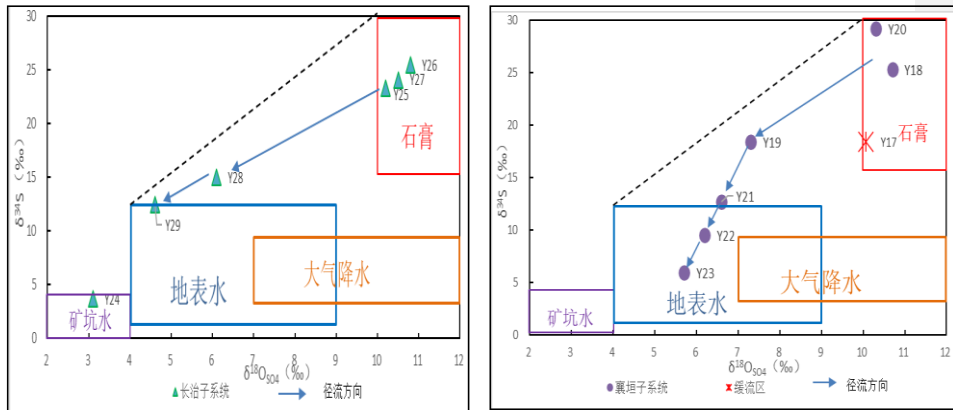 30
25
20
15
10
5
0
δ³⁴S（‰）
Y26
Y27
Y25
石膏
Y28
Y29
地表水
大气降水
Y24
矿坑水
2 3 4 5 6 7 8 9 10 11 12
δ¹⁸O_SO4（‰）
长治子系统 径流方向
30
25
20
15
10
5
0
δ³⁴S（‰）
Y20
Y18
Y19
Y17
石膏
Y21
Y22
Y23
大气降水
地表水
矿坑水
2 3 4 5 6 7 8 9 10 11 12
δ¹⁸O_SO4（‰）
襄垣子系统 缓流区 径流方向